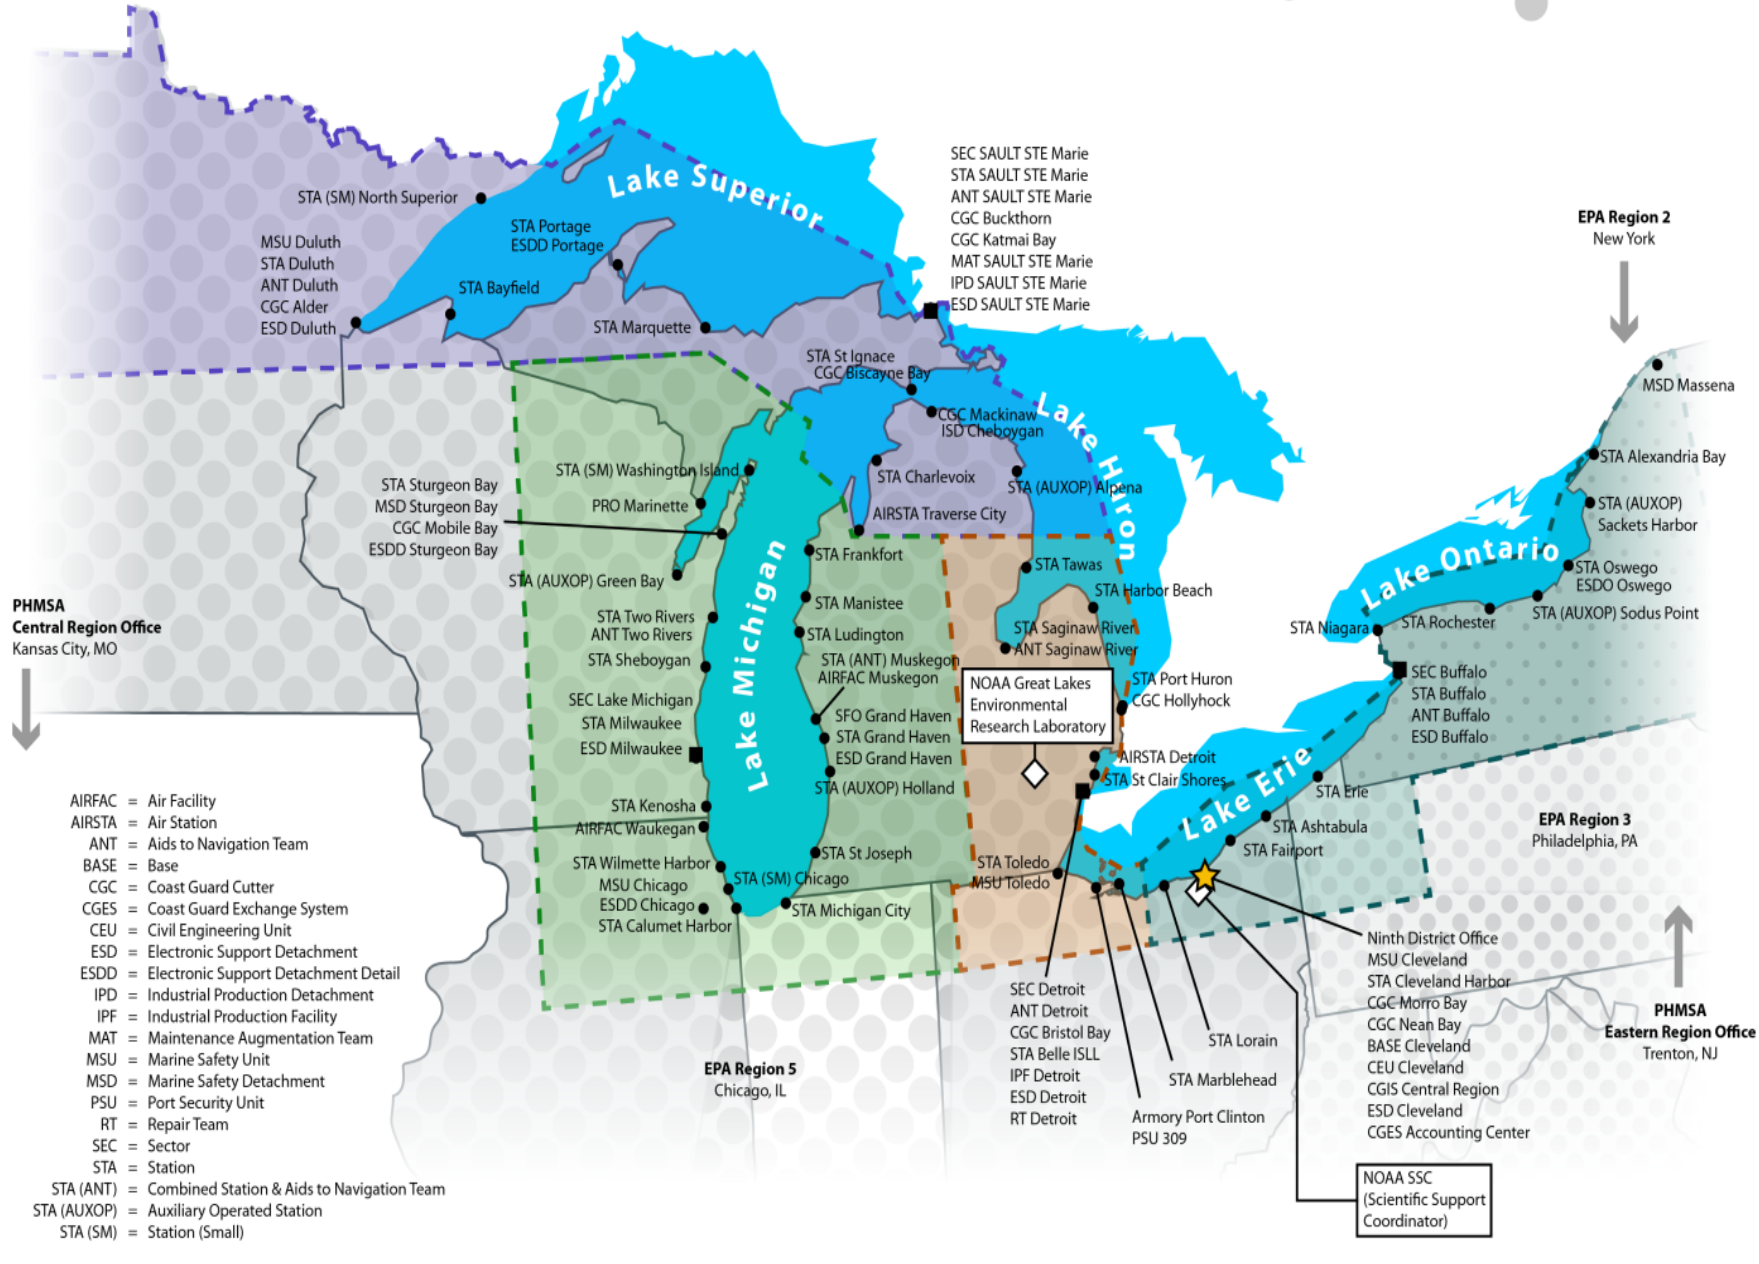 Lake Superior
SEC SAULT STE Marie
STA SAULT STE Marie
ANT SAULT STE Marie
CGC Buckthorn
CGC Katmai Bay
MAT SAULT STE Marie
IPD SAULT STE Marie
ESD SAULT STE Marie
STA (SM) North Superior
STA Portage
ESDD Portage
MSU Duluth
STA Duluth
ANT Duluth
CGC Alder
ESD Duluth
STA Bayfield
STA Marquette
STA St Ignace
CGC Biscayne Bay
CGC Mackinaw
ISD Cheboygan
Lake Huron
STA Charlevoix
STA (AUXOP) Alpena
AIRSTA Traverse City
EPA Region 2
New York
MSD Massena
STA Alexandria Bay
STA (AUXOP)
Sackets Harbor
Lake Ontario
STA Oswego
ESDO Oswego
STA (AUXOP) Sodus Point
STA Rochester
STA Niagara
SEC Buffalo
STA Buffalo
ANT Buffalo
ESD Buffalo
STA (SM) Washington Island
PRO Marinette
STA Sturgeon Bay
MSD Sturgeon Bay
CGC Mobile Bay
ESDD Sturgeon Bay
STA (AUXOP) Green Bay
STA Two Rivers
ANT Two Rivers
STA Sheboygan
SEC Lake Michigan
STA Milwaukee
ESD Milwaukee
STA Kenosha
AIRFAC Waukegan
STA Wilmette Harbor
MSU Chicago
ESDD Chicago
STA Calumet Harbor
Lake Michigan
STA (SM) Chicago
STA Michigan City
STA St Joseph
STA Frankfort
STA Manistee
STA Ludington
STA (ANT) Muskegon
AIRFAC Muskegon
SFO Grand Haven
STA Grand Haven
ESD Grand Haven
STA (AUXOP) Holland
STA Tawas
STA Harbor Beach
STA Saginaw River
ANT Saginaw River
NOAA Great Lakes
Environmental
Research Laboratory
STA Port Huron
CGC Hollyhock
AIRSTA Detroit
STA St Clair Shores
STA Toledo
MSU Toledo
Lake Erie
STA Erie
STA Ashtabula
STA Fairport
EPA Region 3
Philadelphia, PA
PHMSA
Central Region Office
Kansas City, MO
AIRFAC = Air Facility
AIRSTA = Air Station
ANT = Aids to Navigation Team
BASE = Base
CGC = Coast Guard Cutter
CGES = Coast Guard Exchange System
CEU = Civil Engineering Unit
ESD = Electronic Support Detachment
ESDD = Electronic Support Detachment Detail
IPD = Industrial Production Detachment
IPF = Industrial Production Facility
MAT = Maintenance Augmentation Team
MSU = Marine Safety Unit
MSD = Marine Safety Detachment
PSU = Port Security Unit
RT = Repair Team
SEC = Sector
STA = Station
STA (ANT) = Combined Station & Aids to Navigation Team
STA (AUXOP) = Auxiliary Operated Station
STA (SM) = Station (Small)
EPA Region 5
Chicago, IL
SEC Detroit
ANT Detroit
CGC Bristol Bay
STA Belle ISLL
IPF Detroit
ESD Detroit
RT Detroit
STA Lorain
STA Marblehead
Armory Port Clinton
PSU 309
Ninth District Office
MSU Cleveland
STA Cleveland Harbor
CGC Morro Bay
CGC Nean Bay
BASE Cleveland
CEU Cleveland
CGIS Central Region
ESD Cleveland
CGES Accounting Center
NOAA SSC
(Scientific Support
Coordinator)
PHMSA
Eastern Region Office
Trenton, NJ